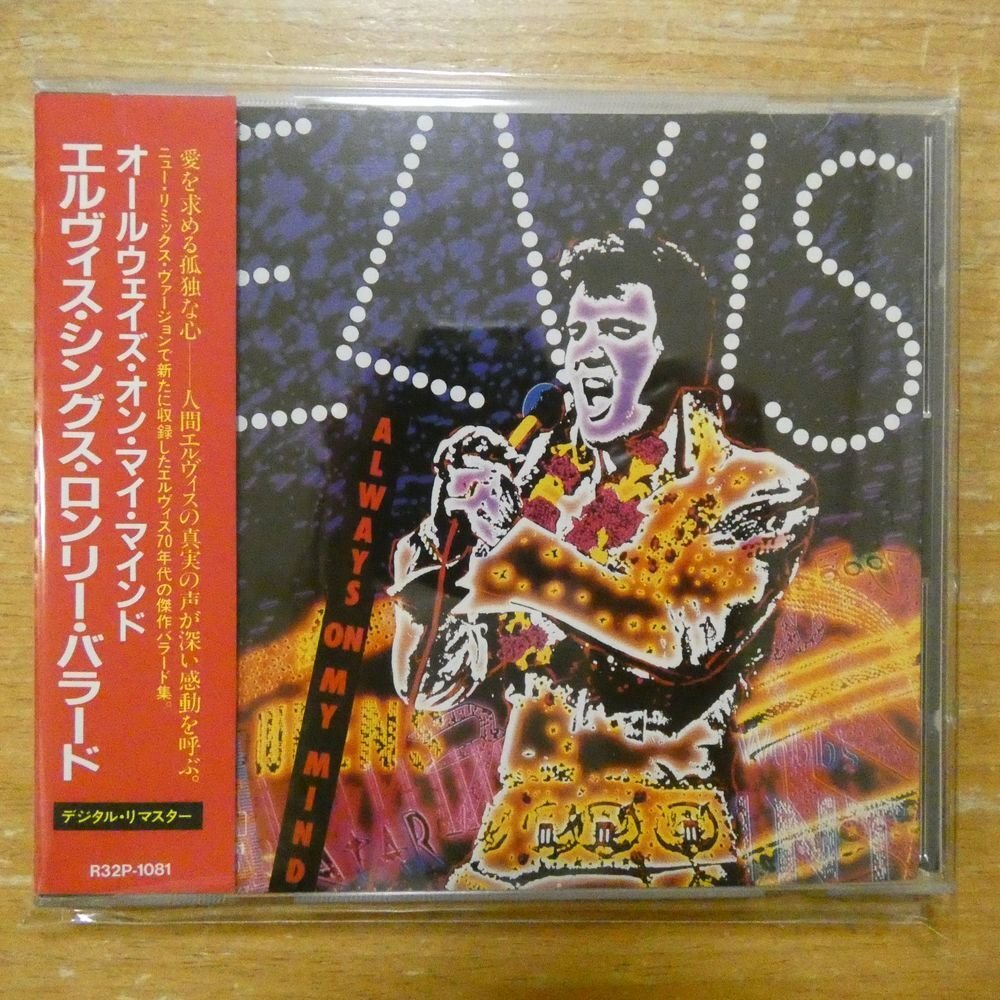 愛を求める孤独な心――人間エルヴィスの真実の声が深い感動を呼ぶ。
ニュー・リミックス・ヴァージョンで新たに収録したエルヴィス70年代の傑作バラード集。
オールウェイズ・オン・マイ・マインド
エルヴィス・シングス・ロンリー・バラード
デジタル・リマスター
R32P-1081
ELVIS
ALWAYS ON MY MIND